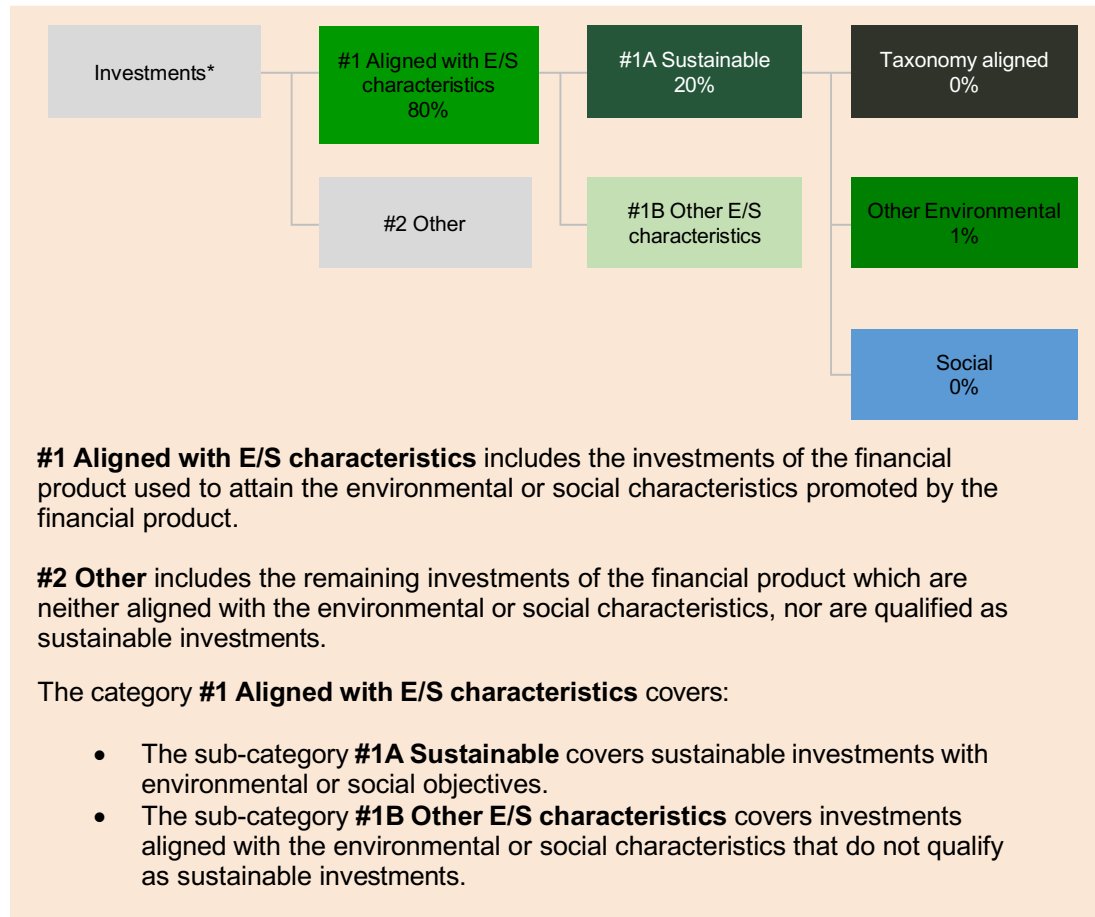 Investments*
#1 Aligned with E/S
characteristics
80%
#1A Sustainable
20%
Taxonomy aligned
0%
#2 Other
#1B Other E/S
characteristics
Other Environmental
1%
Social
0%
#1 Aligned with E/S characteristics includes the investments of the financial
product used to attain the environmental or social characteristics promoted by the
financial product.
#2 Other includes the remaining investments of the financial product which are
neither aligned with the environmental or social characteristics, nor are qualified as
sustainable investments.
The category #1 Aligned with E/S characteristics covers:
• The sub-category #1A Sustainable covers sustainable investments with
environmental or social objectives.
• The sub-category #1B Other E/S characteristics covers investments
aligned with the environmental or social characteristics that do not qualify
as sustainable investments.